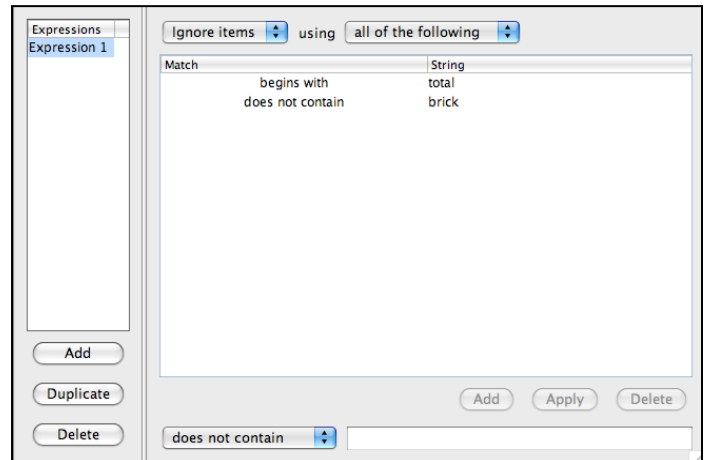 Expressions
Expression 1
Add
Duplicate
Delete
Ignore items using all of the following
Match String
begins with total
does not contain brick
Add Apply Delete
does not contain